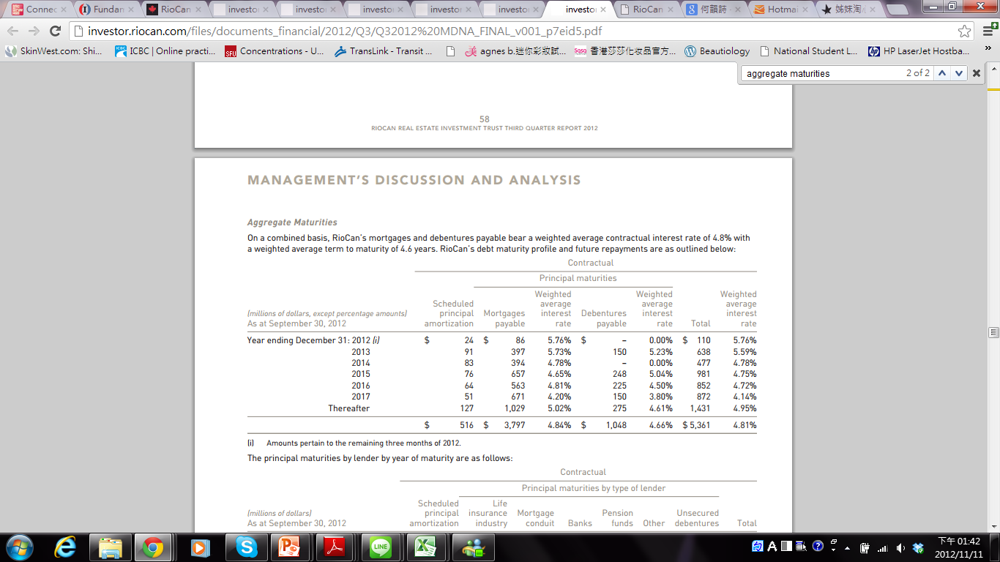 Connec Fundan RioCan investo investo investo investo investo investo RioCan 何韻詩 Hotmai 姊妹淘
investor.riocan.com/files/documents_financial/2012/Q3/Q32012%20MDNA_FINAL_v001_p7eid5.pdf
SkinWest.com: Shi... ICBC | Online practi... SFU Concentrations - U... TransLink - Transit ... agnes b.迷你彩妝試... Sasa 香港莎莎化妝品官方... Beautiology National Student L... hp HP LaserJet Hostba... »
aggregate maturities 2 of 2
58
RIOCAN REAL ESTATE INVESTMENT TRUST THIRD QUARTER REPORT 2012
MANAGEMENT'S DISCUSSION AND ANALYSIS
Aggregate Maturities
On a combined basis, RioCan's mortgages and debentures payable bear a weighted average contractual interest rate of 4.8% with
a weighted average term to maturity of 4.6 years. RioCan's debt maturity profile and future repayments are as outlined below:
Contractual
Principal maturities
Weighted Weighted Weighted
Scheduled average average average
(millions of dollars, except percentage amounts) principal Mortgages interest Debentures interest interest
As at September 30, 2012 amortization payable rate payable rate Total rate
Year ending December 31: 2012 (i) $ 24 $ 86 5.76% $ – 0.00% $ 110 5.76%
2013 91 397 5.73% 150 5.23% 638 5.59%
2014 83 394 4.78% – 0.00% 477 4.78%
2015 76 657 4.65% 248 5.04% 981 4.75%
2016 64 563 4.81% 225 4.50% 852 4.72%
2017 51 671 4.20% 150 3.80% 872 4.14%
Thereafter 127 1,029 5.02% 275 4.61% 1,431 4.95%
$ 516 $ 3,797 4.84% $ 1,048 4.66% $ 5,361 4.81%
(i) Amounts pertain to the remaining three months of 2012.
The principal maturities by lender by year of maturity are as follows:
Contractual
Principal maturities by type of lender
Scheduled Life
(millions of dollars) principal insurance Mortgage Pension Unsecured
As at September 30, 2012 amortization industry conduit Banks funds Other debentures Total
LINE
A
下午 01:42
2012/11/11